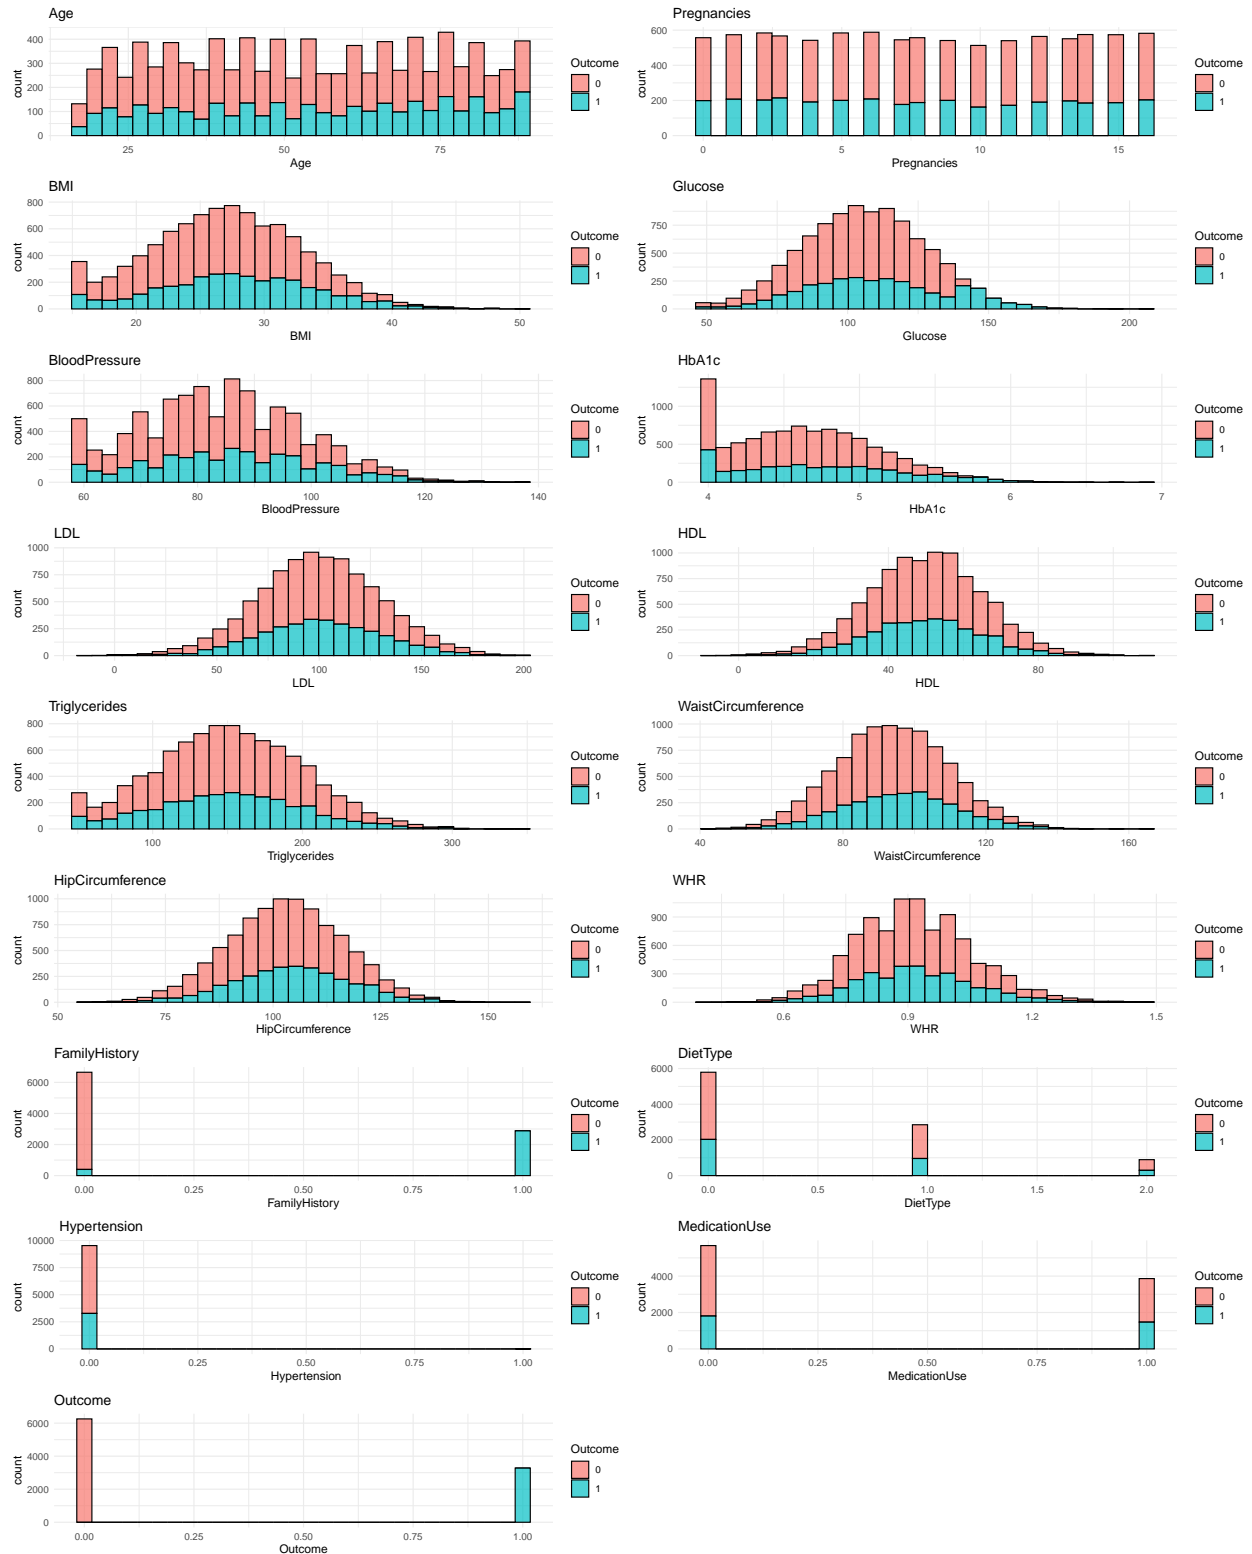 Age
count
400
300
200
100
0
25
50
75
Age
Outcome
0
1
Pregnancies
count
600
400
200
0
0
5
10
15
Pregnancies
Outcome
0
1
BMI
count
800
600
400
200
0
20
30
40
50
BMI
Outcome
0
1
Glucose
count
750
500
250
0
50
100
150
200
Glucose
Outcome
0
1
BloodPressure
count
800
600
400
200
0
60
80
100
120
140
BloodPressure
Outcome
0
1
HbA1c
count
1000
500
0
4
5
6
7
HbA1c
Outcome
0
1
LDL
count
1000
750
500
250
0
0
50
100
150
200
LDL
Outcome
0
1
HDL
count
1000
750
500
250
0
0
40
80
HDL
Outcome
0
1
Triglycerides
count
800
600
400
200
0
100
200
300
Triglycerides
Outcome
0
1
WaistCircumference
count
1000
750
500
250
0
40
80
120
160
WaistCircumference
Outcome
0
1
HipCircumference
count
1000
750
500
250
0
50
75
100
125
150
HipCircumference
Outcome
0
1
WHR
count
900
600
300
0
0.6
0.9
1.2
1.5
WHR
Outcome
0
1
FamilyHistory
count
6000
4000
2000
0
0.00
0.25
0.50
0.75
1.00
FamilyHistory
Outcome
0
1
DietType
count
6000
4000
2000
0
0.0
0.5
1.0
1.5
2.0
DietType
Outcome
0
1
Hypertension
count
10000
7500
5000
2500
0
0.00
0.25
0.50
0.75
1.00
Hypertension
Outcome
0
1
MedicationUse
count
4000
2000
0
0.00
0.25
0.50
0.75
1.00
MedicationUse
Outcome
0
1
Outcome
count
6000
4000
2000
0
0.00
0.25
0.50
0.75
1.00
Outcome
Outcome
0
1